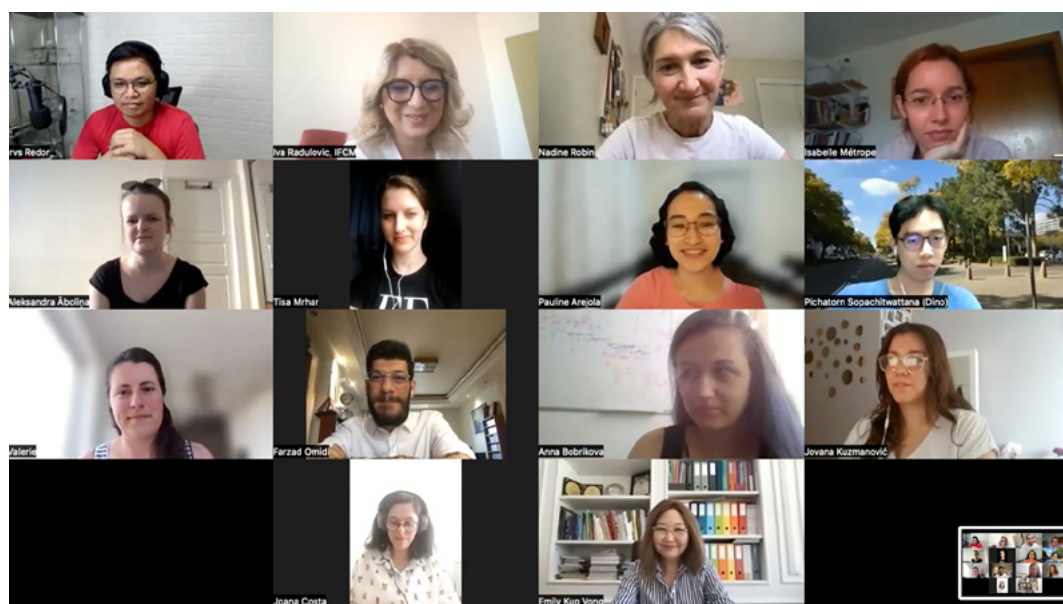 rvs Redor
Iva Radulovic, IFCM
Nadine Robin
Isabelle Métrope
Aleksandra Āboliņa
Tisa Mrhar
Pauline Arejola
Pichatorn Sopachitwattana (Dino)
Valerie
Farzad Omidi
Anna Bobrikova
Jovana Kuzmanović
Joana Costa
Emily Kuo Vong